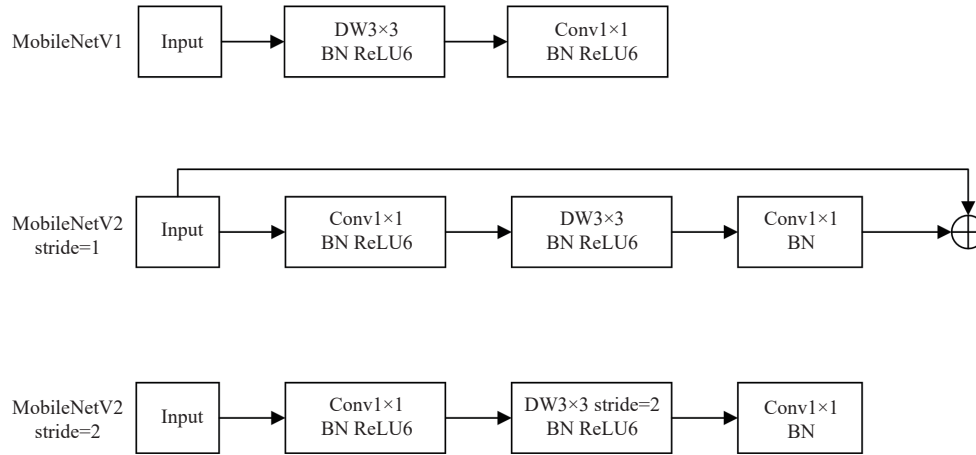 MobileNetV1
Input
DW3×3
BN ReLU6
Conv1×1
BN ReLU6
MobileNetV2
stride=1
Input
Conv1×1
BN ReLU6
DW3×3
BN ReLU6
Conv1×1
BN
MobileNetV2
stride=2
Input
Conv1×1
BN ReLU6
DW3×3 stride=2
BN ReLU6
Conv1×1
BN